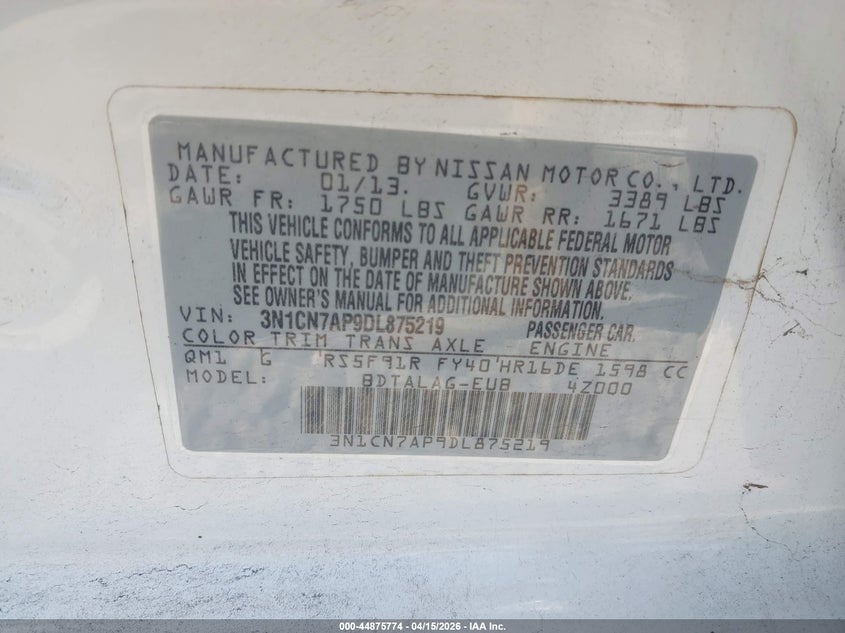 MANUFACTURED BY NISSAN MOTOR CO., LTD.
DATE: 01/13. GVWR: 3389 LBS
GAWR FR: 1750 LBS GAWR RR: 1671 LBS
THIS VEHICLE CONFORMS TO ALL APPLICABLE FEDERAL MOTOR
VEHICLE SAFETY, BUMPER AND THEFT PREVENTION STANDARDS
IN EFFECT ON THE DATE OF MANUFACTURE SHOWN ABOVE.
SEE OWNER'S MANUAL FOR ADDITIONAL INFORMATION.
VIN: 3N1CN7AP9DL875219 PASSENGER CAR.
COLOR TRIM TRANS AXLE ENGINE
QM1 G 'RS5F91R FY40'HR16DE 1598 CC
MODEL: BDTALAG-EUB 4Z000
3N1CN7AP9DL875219
000-44875774 - 04/15/2026 - IAA Inc.